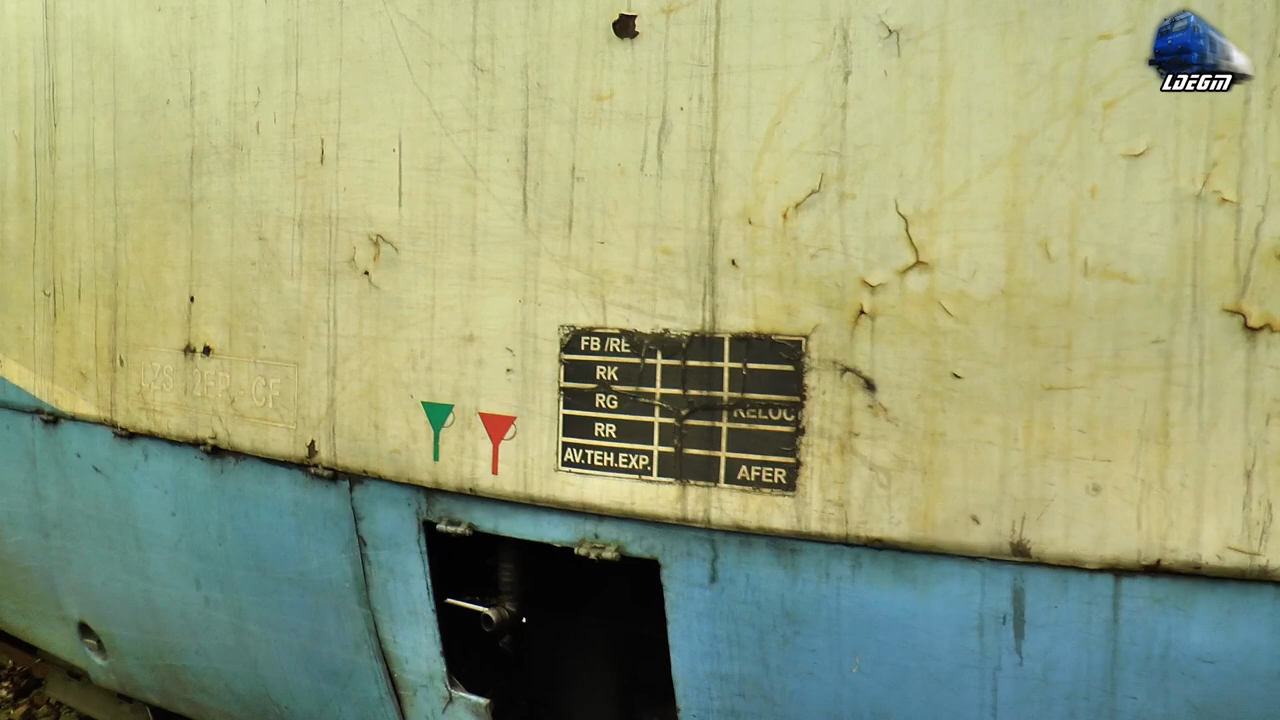 LDEGM
FB /RE
RK
RG
RELOC
RR
AV.TEH.EXP.
AFER